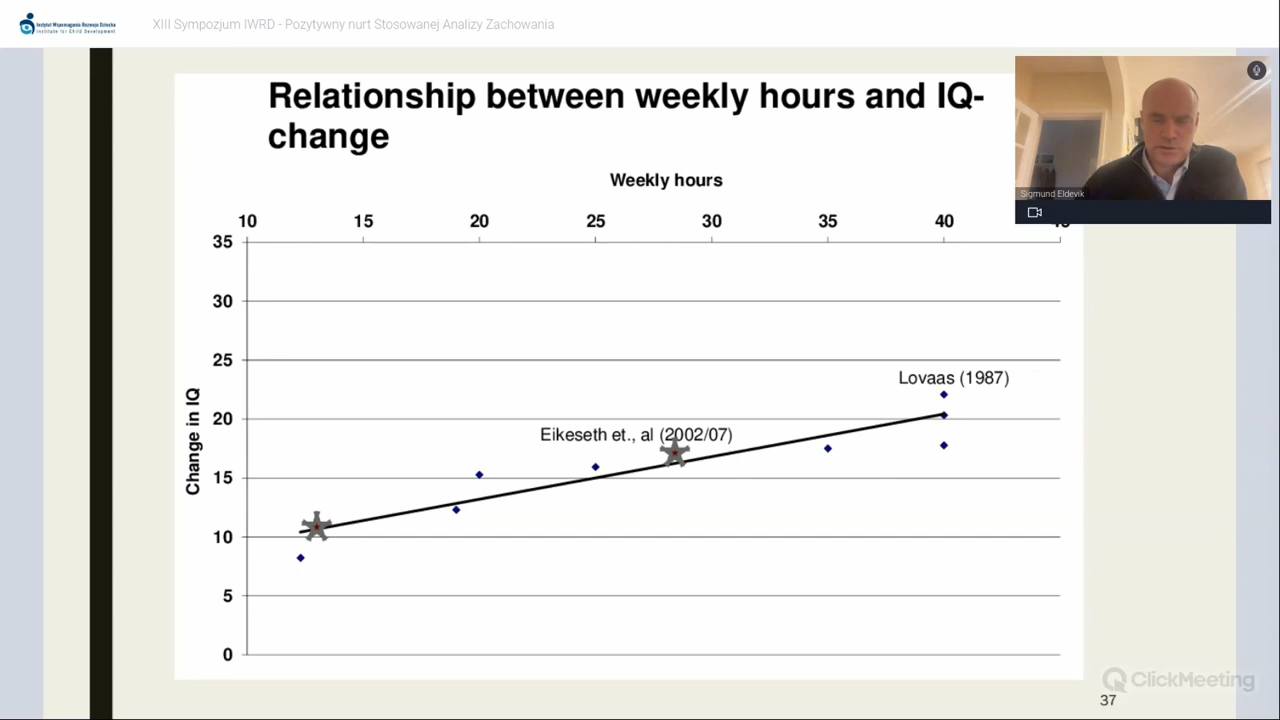 Instytut Wspomagania Rozwoju Dziecka
Institute for Child Development
XIII Sympozjum IWRD - Pozytywny nurt Stosowanej Analizy Zachowania
Relationship between weekly hours and IQ-
change
Sigmund Eldevik
Weekly hours
10 15 20 25 30 35 40
35
30
25
20
15
10
5
0
Change in IQ
Lovaas (1987)
Eikeseth et., al (2002/07)
ClickMeeting
37